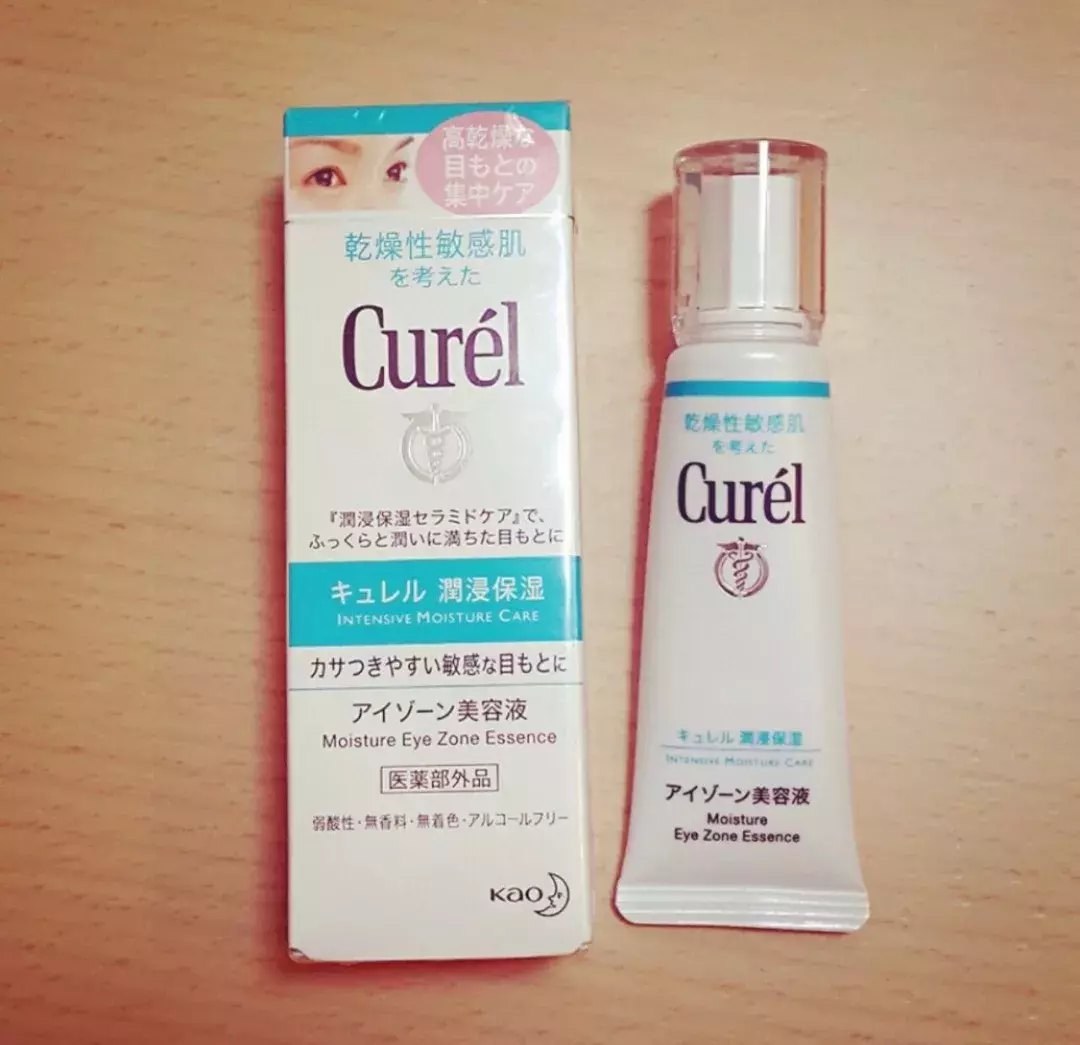 高乾燥な
目もとの
集中ケア
乾燥性敏感肌
を考えた
Curél
『潤浸保湿セラミドケア』で、
ふっくらと潤いに満ちた目もとに
キュレル 潤浸保湿
INTENSIVE MOISTURE CARE
カサつきやすい敏感な目もとに
アイゾーン美容液
Moisture Eye Zone Essence
医薬部外品
弱酸性・無香料・無着色・アルコールフリー
Kao
乾燥性敏感肌
を考えた
Curél
キュレル 潤浸保湿
INTENSIVE MOISTURE CARE
アイゾーン美容液
Moisture
Eye Zone Essence